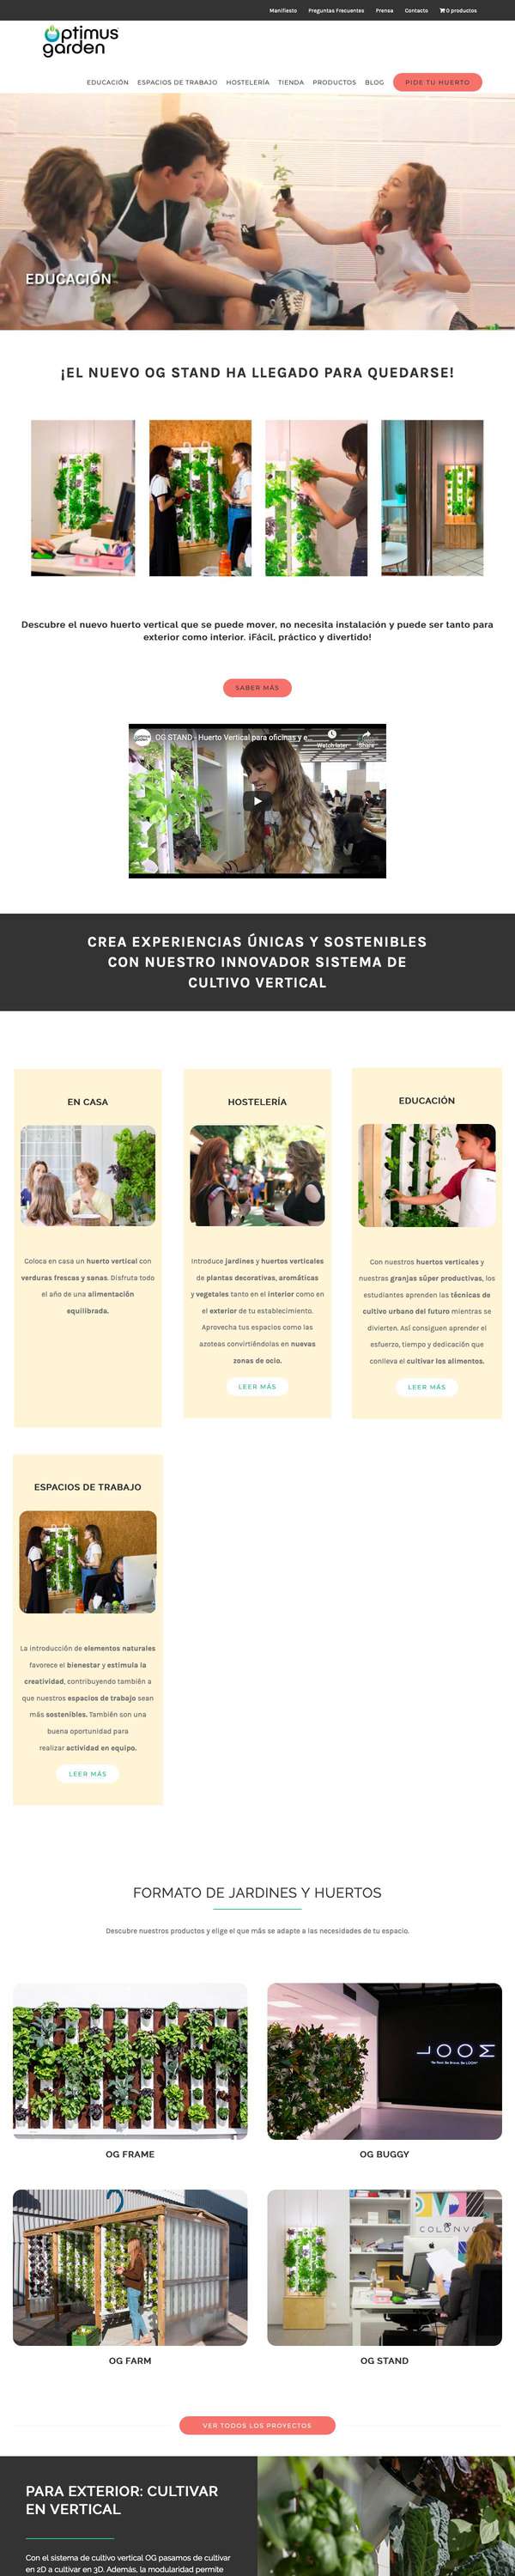 Manifiesto Preguntas Frecuentes Prensa Contacto 0 productos
Optimus
garden
EDUCACIÓN ESPACIOS DE TRABAJO HOSTELERÍA TIENDA PRODUCTOS BLOG PIDE TU HUERTO
EDUCACIÓN
¡EL NUEVO OG STAND HA LLEGADO PARA QUEDARSE!
Descubre el nuevo huerto vertical que se puede mover, no necesita instalación y puede ser tanto para
exterior como interior. ¡Fácil, práctico y divertido!
SABER MÁS
OG STAND - Huerto Vertical para oficinas y e...
Watch later Share
CREA EXPERIENCIAS ÚNICAS Y SOSTENIBLES
CON NUESTRO INNOVADOR SISTEMA DE
CULTIVO VERTICAL
EN CASA
Coloca en casa un huerto vertical con
verduras frescas y sanas. Disfruta todo
el año de una alimentación
equilibrada.
HOSTELERÍA
Introduce jardines y huertos verticales
de plantas decorativas, aromáticas
y vegetales tanto en el interior como en
el exterior de tu establecimiento.
Aprovecha tus espacios como las
azoteas convirtiéndolas en nuevas
zonas de ocio.
LEER MÁS
EDUCACIÓN
Con nuestros huertos verticales y
nuestras granjas súper productivas, los
estudiantes aprenden las técnicas de
cultivo urbano del futuro mientras se
divierten. Así consiguen aprender el
esfuerzo, tiempo y dedicación que
conlleva el cultivar los alimentos.
LEER MÁS
ESPACIOS DE TRABAJO
La introducción de elementos naturales
favorece el bienestar y estimula la
creatividad, contribuyendo también a
que nuestros espacios de trabajo sean
más sostenibles. También son una
buena oportunidad para
realizar actividad en equipo.
LEER MÁS
FORMATO DE JARDINES Y HUERTOS
Descubre nuestros productos y elige el que más se adapte a las necesidades de tu espacio.
LOOM
OG FRAME
OG BUGGY
OG FARM
OG STAND
VER TODOS LOS PROYECTOS
PARA EXTERIOR: CULTIVAR
EN VERTICAL
Con el sistema de cultivo vertical OG pasamos de cultivar
en 2D a cultivar en 3D. Además, la modularidad permite